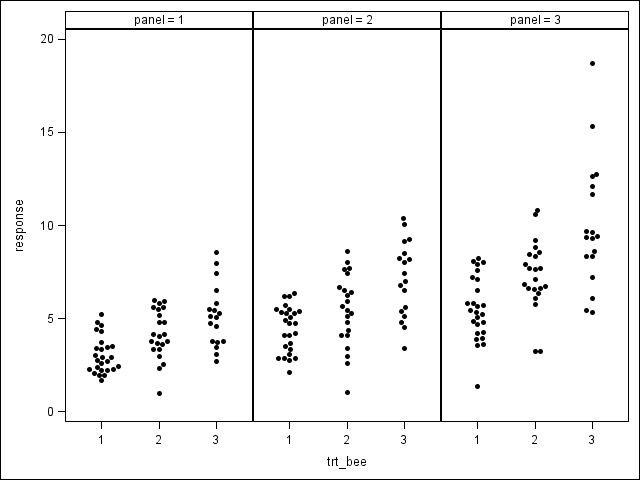 panel = 1 panel = 2 panel = 3
20
15
10
5
0
response
1 2 3 1 2 3 1 2 3
trt_bee